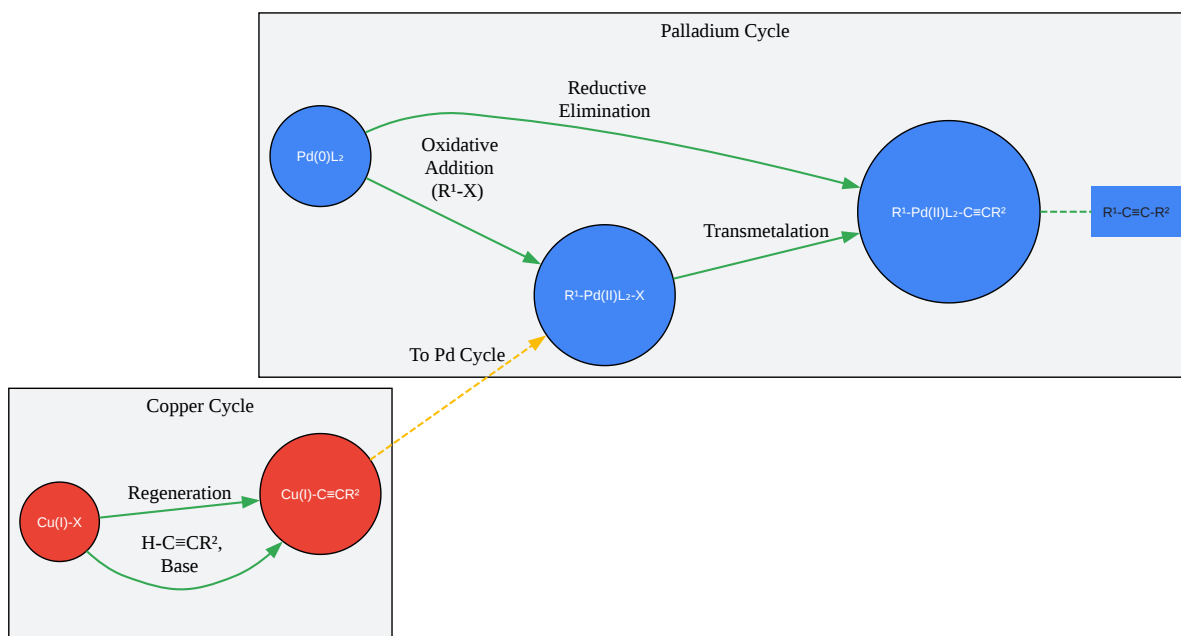 Palladium Cycle
Reductive
Elimination
Pd(0)L₂
Oxidative
Addition
(R¹-X)
R¹-Pd(II)L₂-C≡CR²
R¹-C≡C-R²
Transmetalation
R¹-Pd(II)L₂-X
To Pd Cycle
Copper Cycle
Regeneration
Cu(I)-C≡CR²
Cu(I)-X
H-C≡CR²,
Base